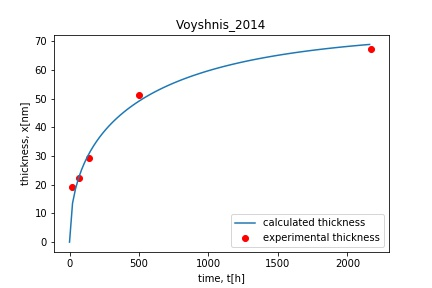 Voyshnis_2014
thickness, x[nm]
70
60
50
40
30
20
10
0
0
500
1000
1500
2000
time, t[h]
calculated thickness
experimental thickness